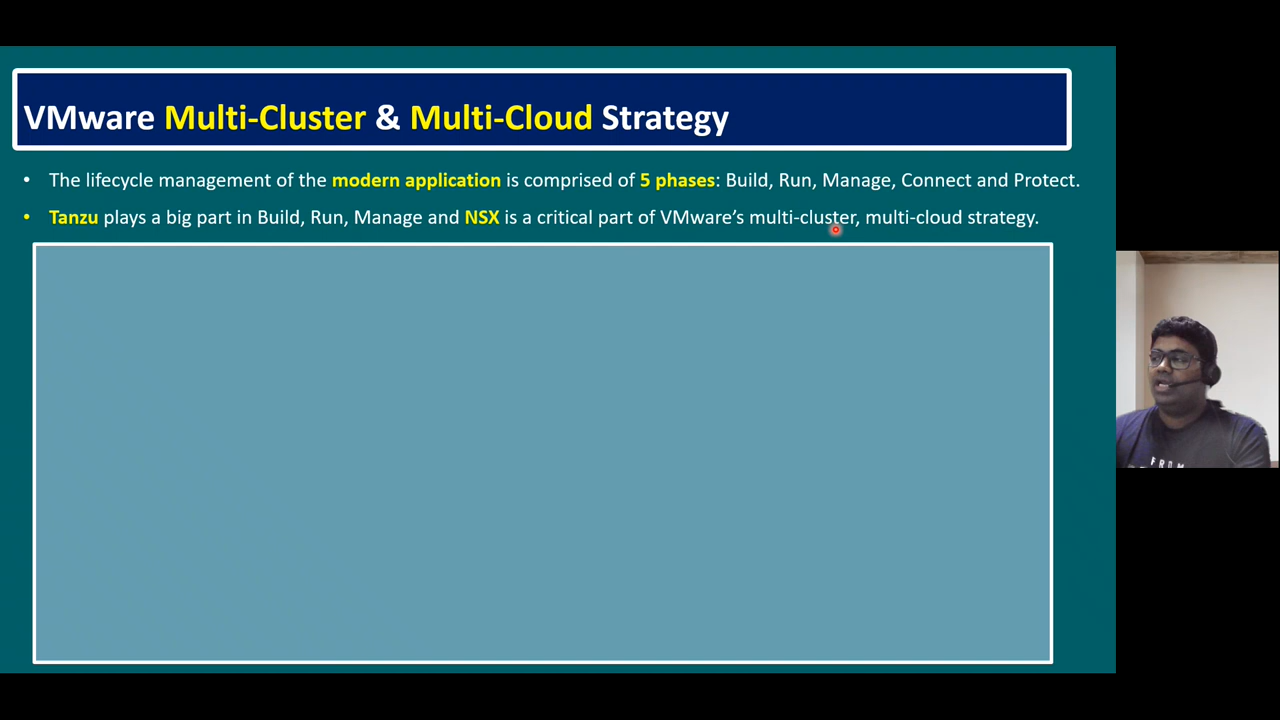 VMware Multi-Cluster & Multi-Cloud Strategy
• The lifecycle management of the modern application is comprised of 5 phases: Build, Run, Manage, Connect and Protect.
• Tanzu plays a big part in Build, Run, Manage and NSX is a critical part of VMware’s multi-cluster, multi-cloud strategy.
FROM